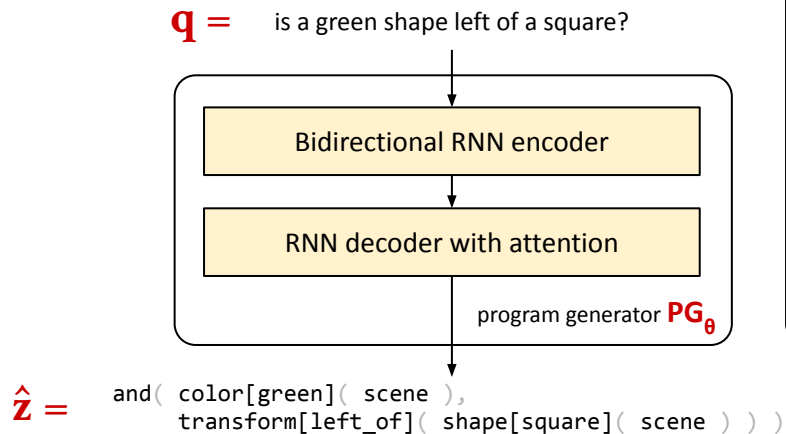 q = is a green shape left of a square?
Bidirectional RNN encoder
RNN decoder with attention
program generator PG_θ
ẑ = and( color[green]( scene ),
transform[left_of]( shape[square]( scene ) ) )